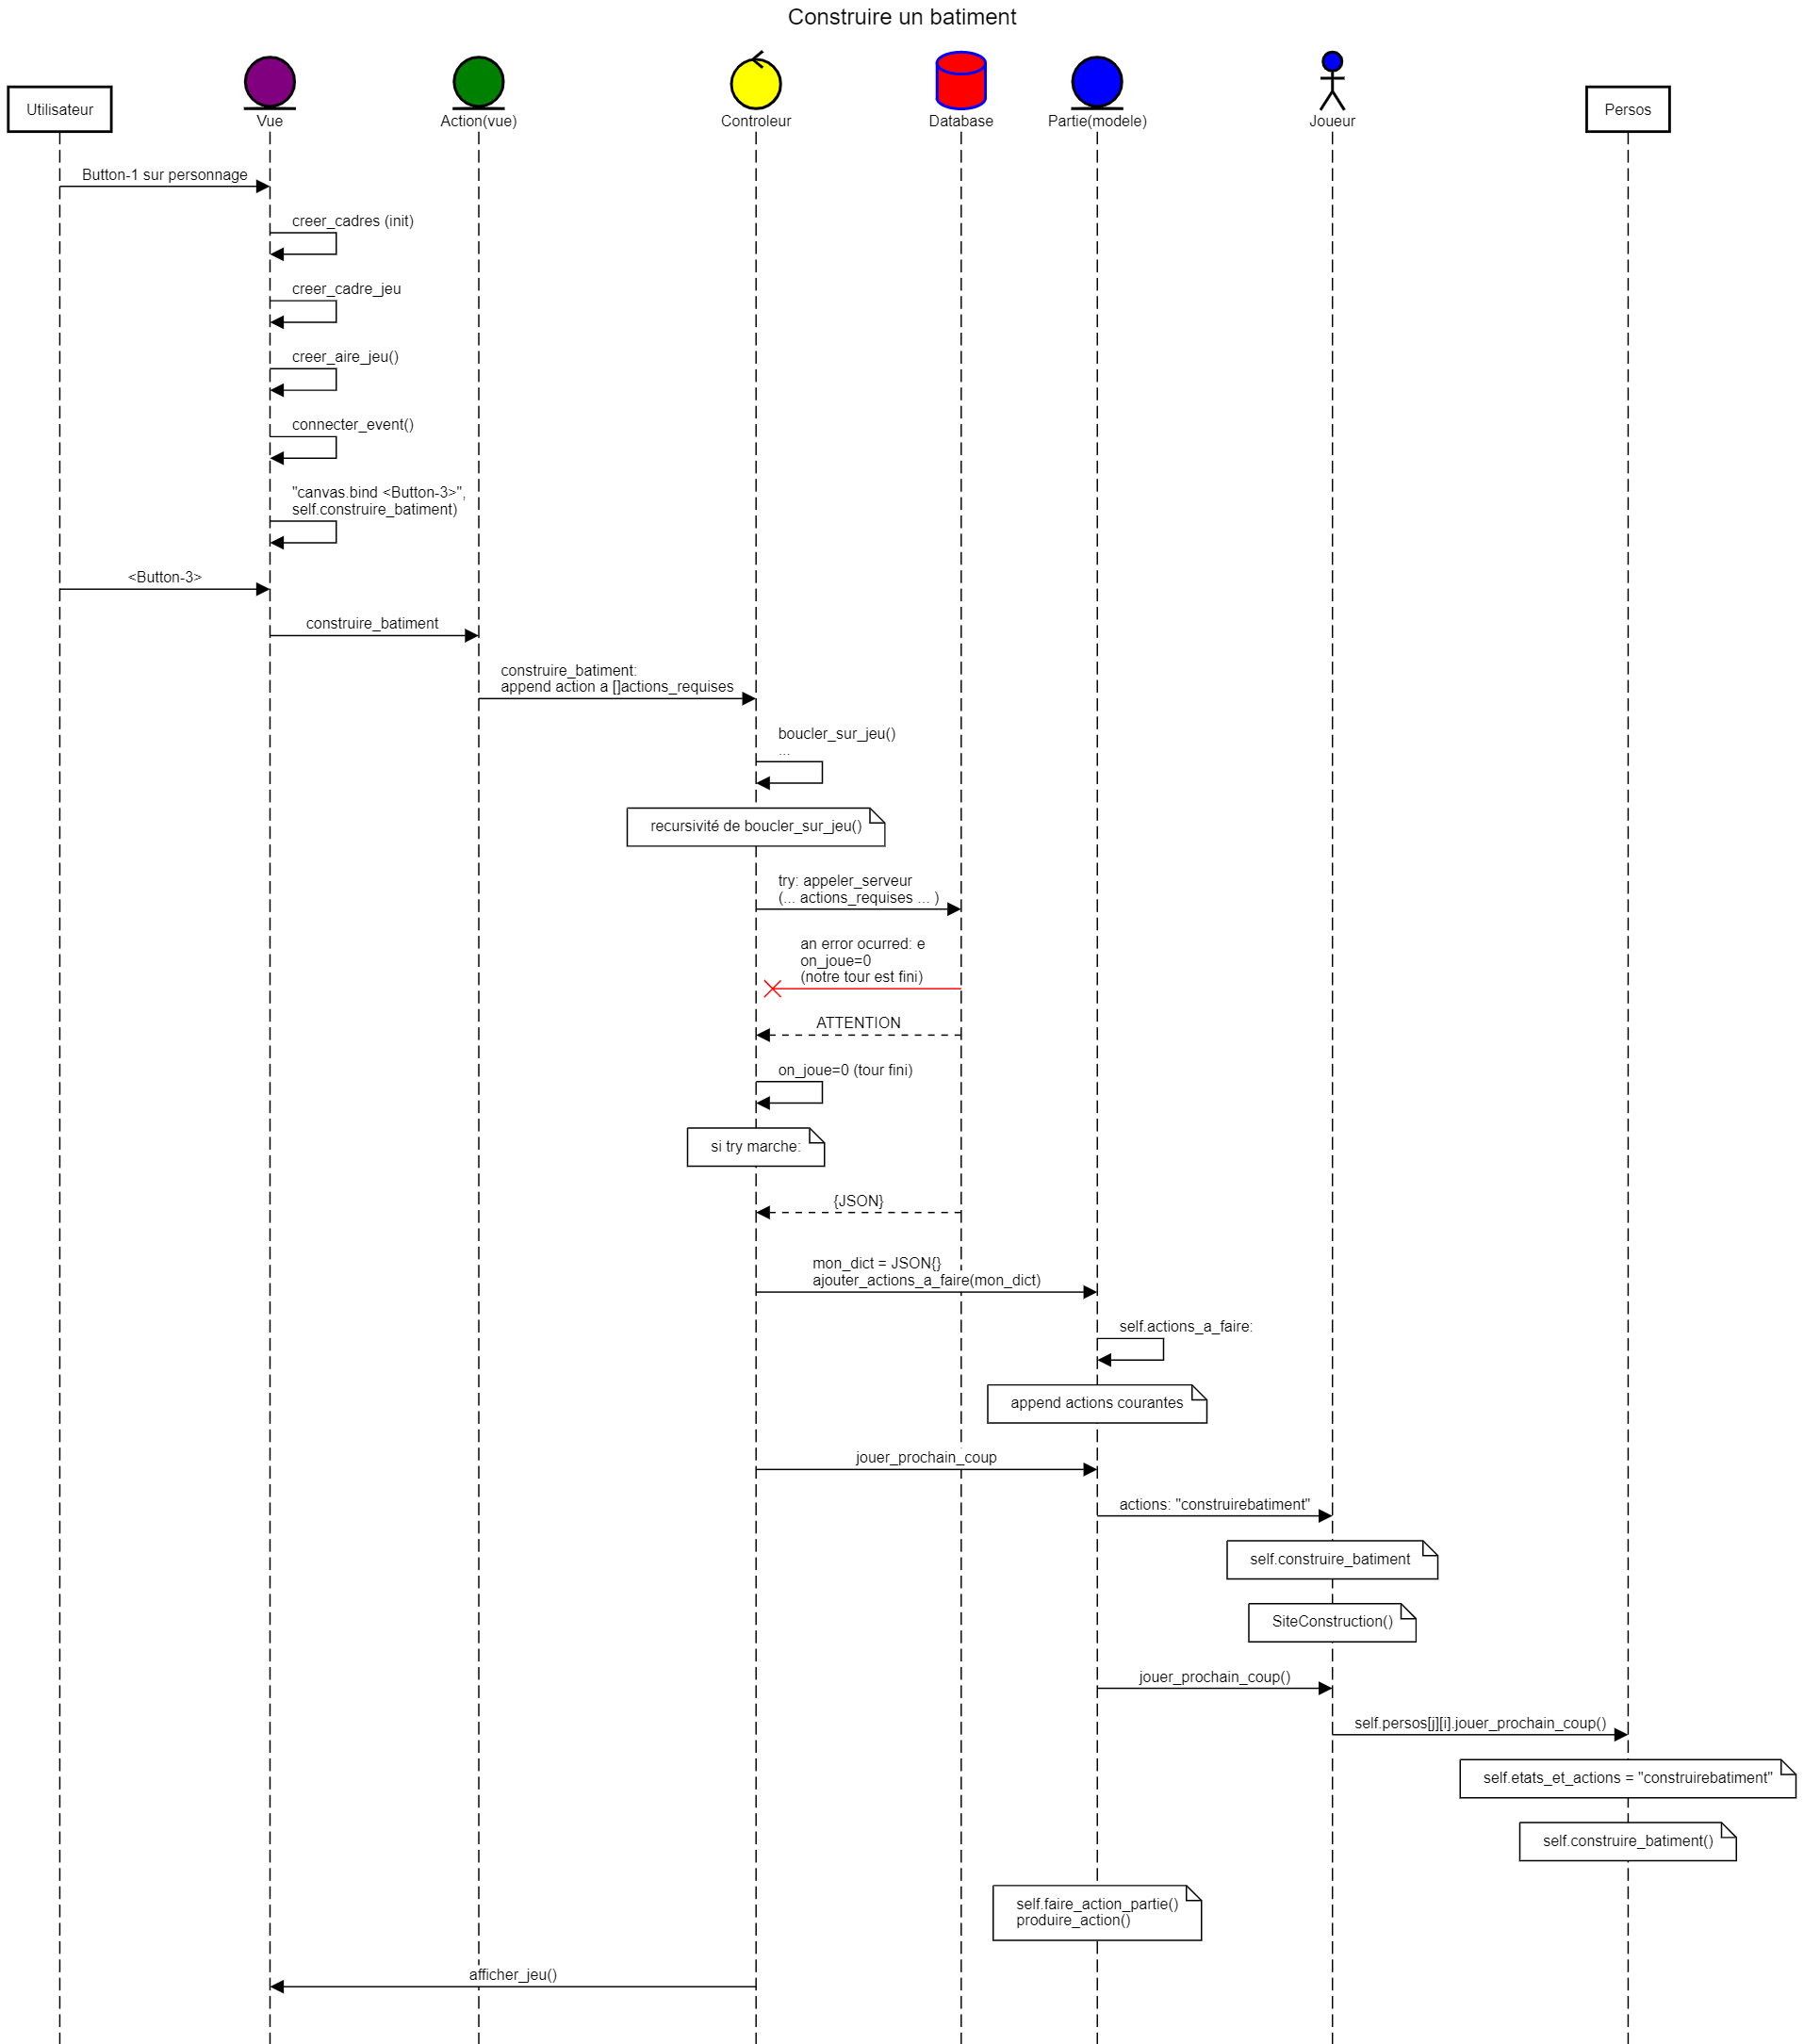 Construire un batiment
Utilisateur
Vue
Action(vue)
Controleur
Database
Partie(modele)
Joueur
Persos
Button-1 sur personnage
creer_cadres (init)
creer_cadre_jeu
creer_aire_jeu()
connecter_event()
"canvas.bind <Button-3>",
self.construire_batiment)
<Button-3>
construire_batiment
construire_batiment:
append action a []actions_requises
boucler_sur_jeu()
...
recursivité de boucler_sur_jeu()
try: appeler_serveur
(... actions_requises ... )
an error ocurred: e
on_joue=0
(notre tour est fini)
ATTENTION
on_joue=0 (tour fini)
si try marche:
{JSON}
mon_dict = JSON{}
ajouter_actions_a_faire(mon_dict)
self.actions_a_faire:
append actions courantes
jouer_prochain_coup
actions: "construirebatiment"
self.construire_batiment
SiteConstruction()
jouer_prochain_coup()
self.persos[j][i].jouer_prochain_coup()
self.etats_et_actions = "construirebatiment"
self.construire_batiment()
self.faire_action_partie()
produire_action()
afficher_jeu()